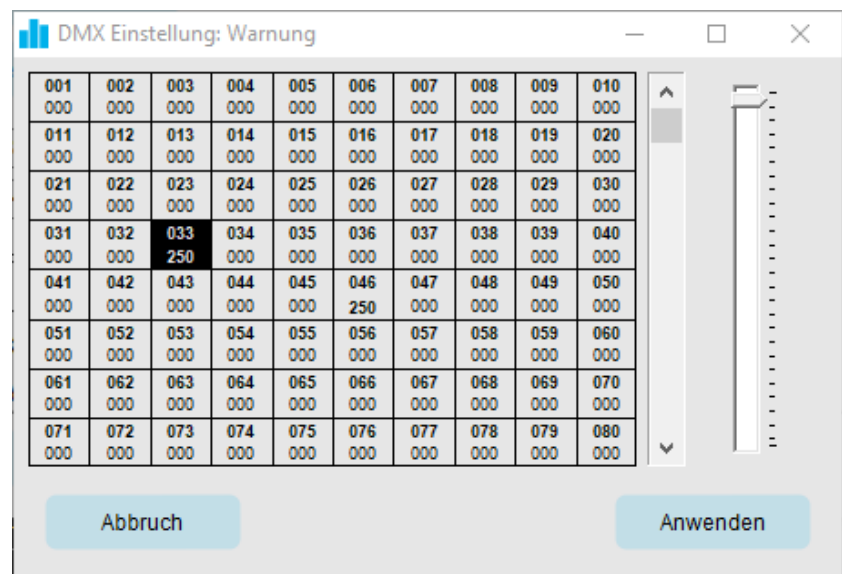 DMX Einstellung: Warnung
001 002 003 004 005 006 007 008 009 010
000 000 000 000 000 000 000 000 000 000
011 012 013 014 015 016 017 018 019 020
000 000 000 000 000 000 000 000 000 000
021 022 023 024 025 026 027 028 029 030
000 000 000 000 000 000 000 000 000 000
031 032 033 034 035 036 037 038 039 040
000 000 250 000 000 000 000 000 000 000
041 042 043 044 045 046 047 048 049 050
000 000 000 000 000 250 000 000 000 000
051 052 053 054 055 056 057 058 059 060
000 000 000 000 000 000 000 000 000 000
061 062 063 064 065 066 067 068 069 070
000 000 000 000 000 000 000 000 000 000
071 072 073 074 075 076 077 078 079 080
000 000 000 000 000 000 000 000 000 000
Abbruch Anwenden